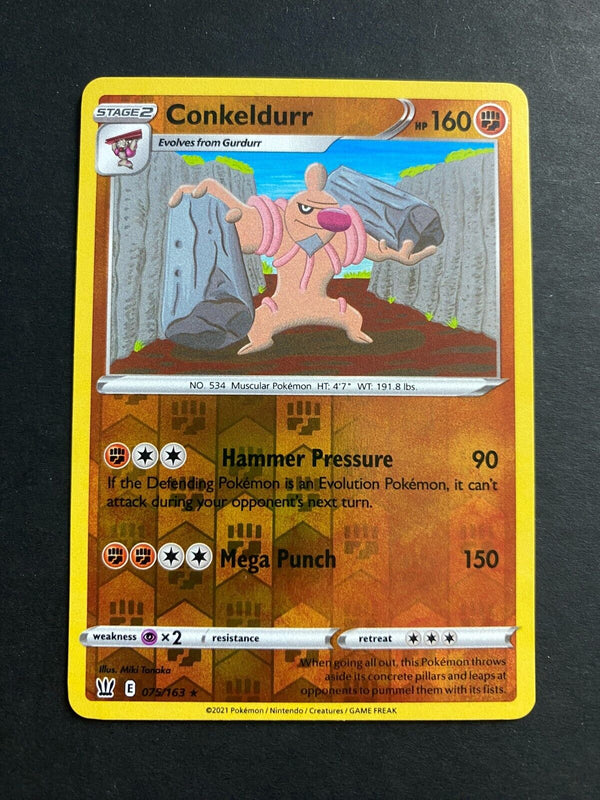 STAGE2 Conkeldurr HP 160
Evolves from Gurdurr
NO. 534 Muscular Pokémon HT: 4'7" WT: 191.8 lbs.
Hammer Pressure 90
If the Defending Pokémon is an Evolution Pokémon, it can't
attack during your opponent's next turn.
Mega Punch 150
weakness ×2 resistance retreat
Illus. Miki Tanaka
When going all out, this Pokémon throws
aside its concrete pillars and leaps at
opponents to pummel them with its fists.
E 075/163 ★
©2021 Pokémon / Nintendo / Creatures / GAME FREAK